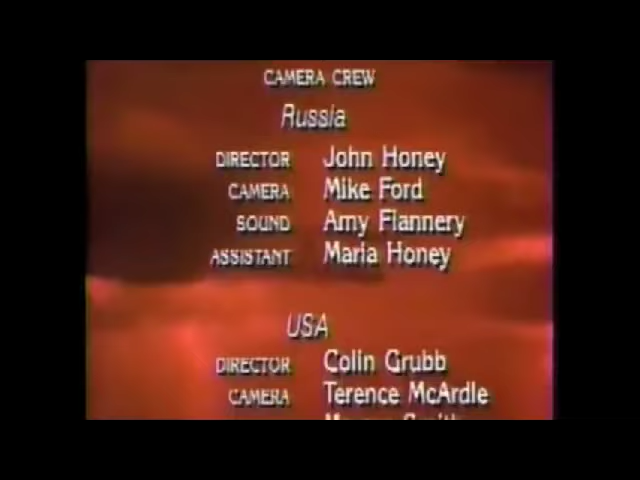 CAMERA CREW
Russia
DIRECTOR John Honey
CAMERA Mike Ford
SOUND Amy Flannery
ASSISTANT Maria Honey
USA
DIRECTOR Colin Grubb
CAMERA Terence McArdle